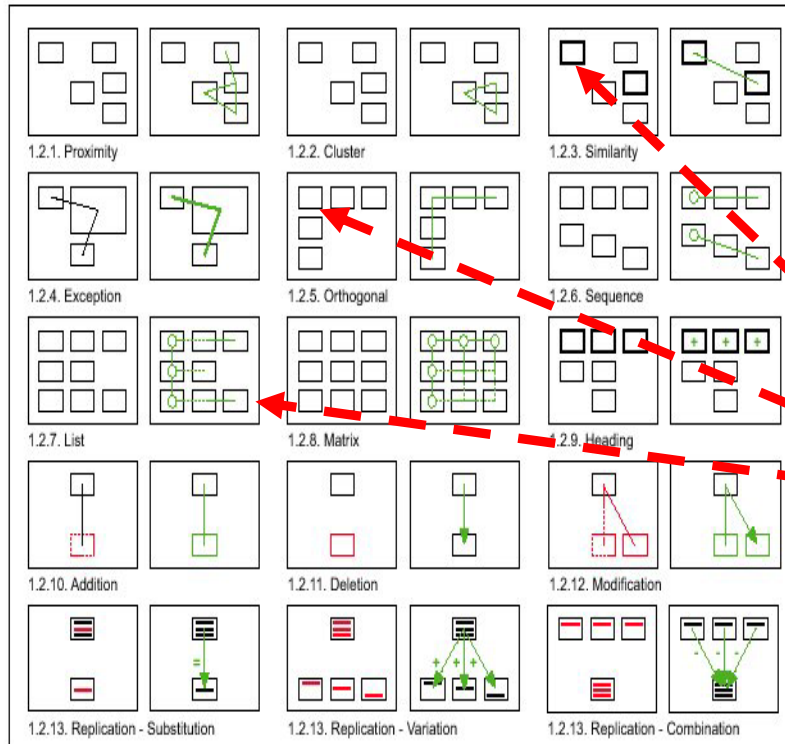 1.2.1. Proximity
1.2.2. Cluster
1.2.3. Similarity
1.2.4. Exception
1.2.5. Orthogonal
1.2.6. Sequence
1.2.7. List
1.2.8. Matrix
+ + +
1.2.9. Heading
1.2.10. Addition
1.2.11. Deletion
1.2.12. Modification
=
+ + +
- - -
1.2.13. Replication - Substitution
1.2.13. Replication - Variation
1.2.13. Replication - Combination